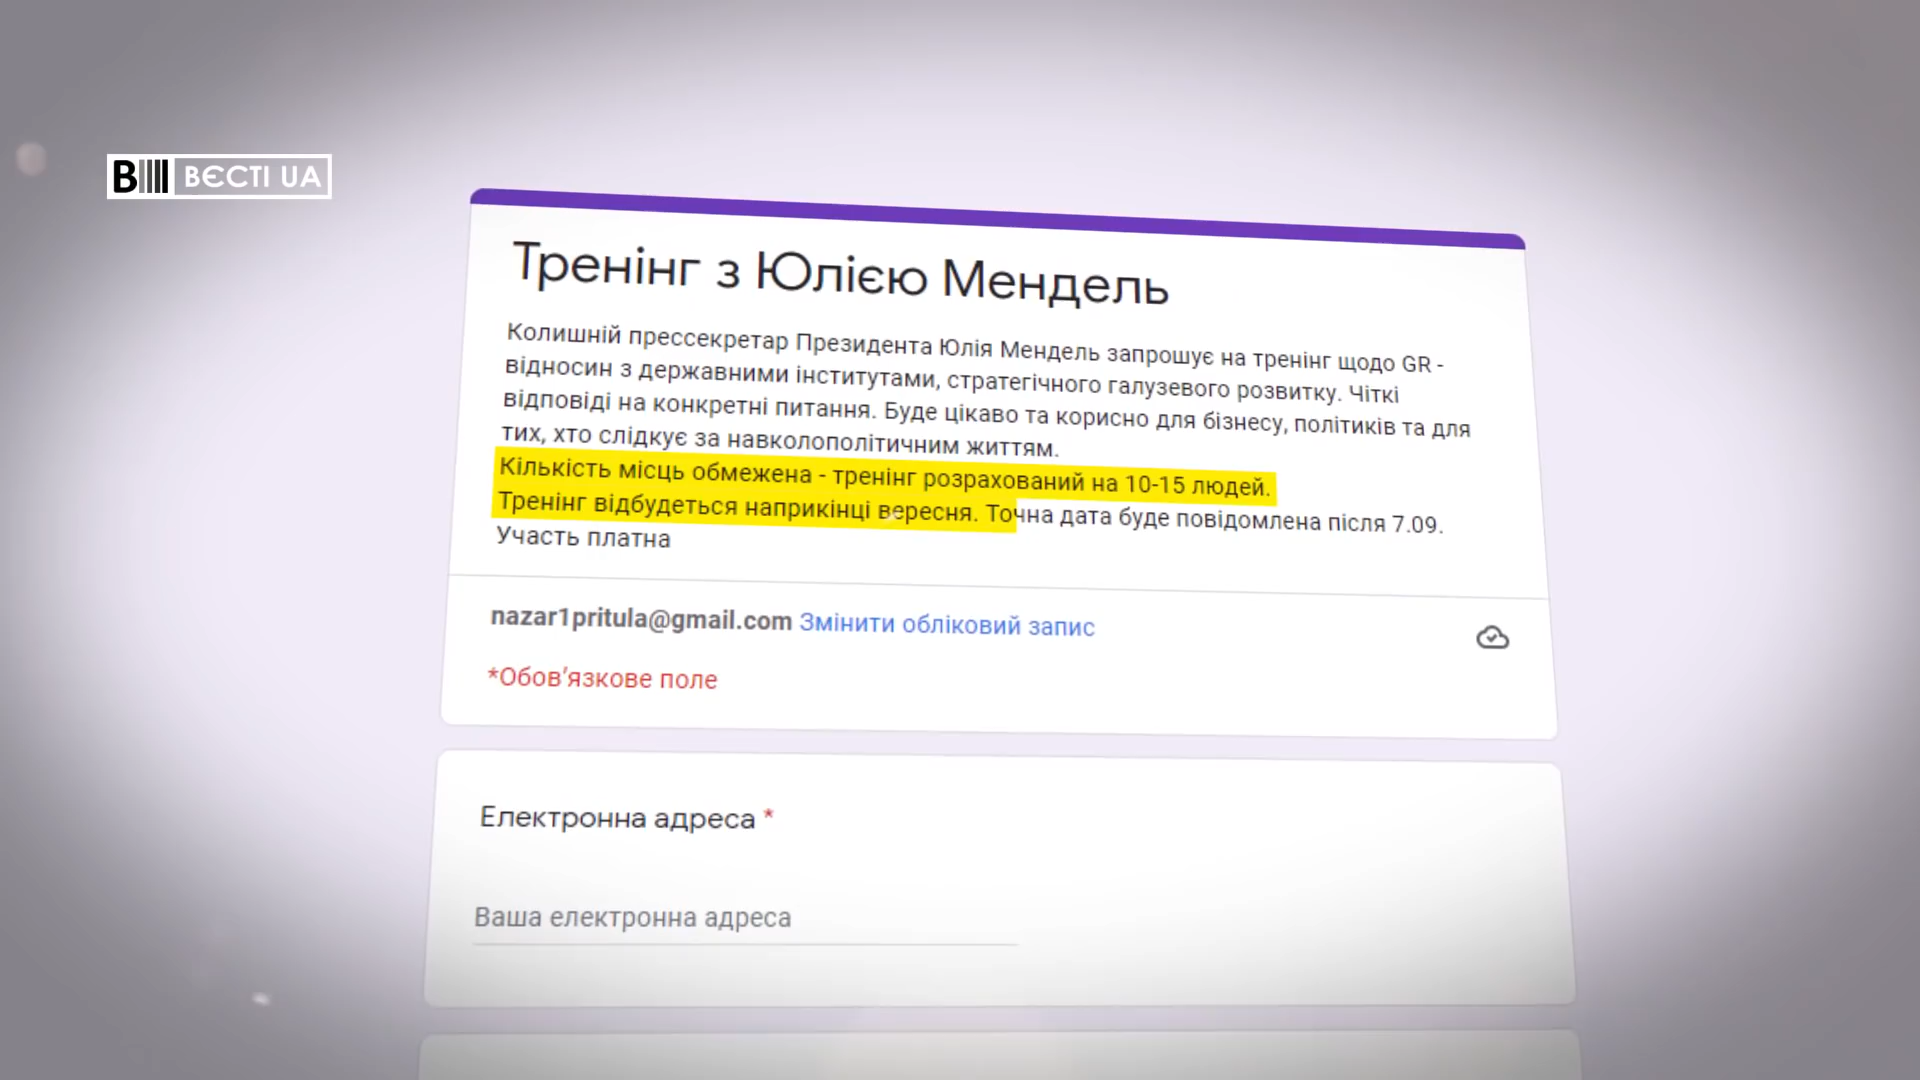 В ВЄСТІ UA
Тренінг з Юлією Мендель
Колишній прессекретар Президента Юлія Мендель запрошує на тренінг щодо GR -
відносин з державними інститутами, стратегічного галузевого розвитку. Чіткі
відповіді на конкретні питання. Буде цікаво та корисно для бізнесу, політиків та для
тих, хто слідкує за навколополітичним життям.
Кількість місць обмежена - тренінг розрахований на 10-15 людей.
Тренінг відбудеться наприкінці вересня. Точна дата буде повідомлена після 7.09.
Участь платна
nazar1pritula@gmail.com Змінити обліковий запис
*Обов'язкове поле
Електронна адреса *
Ваша електронна адреса